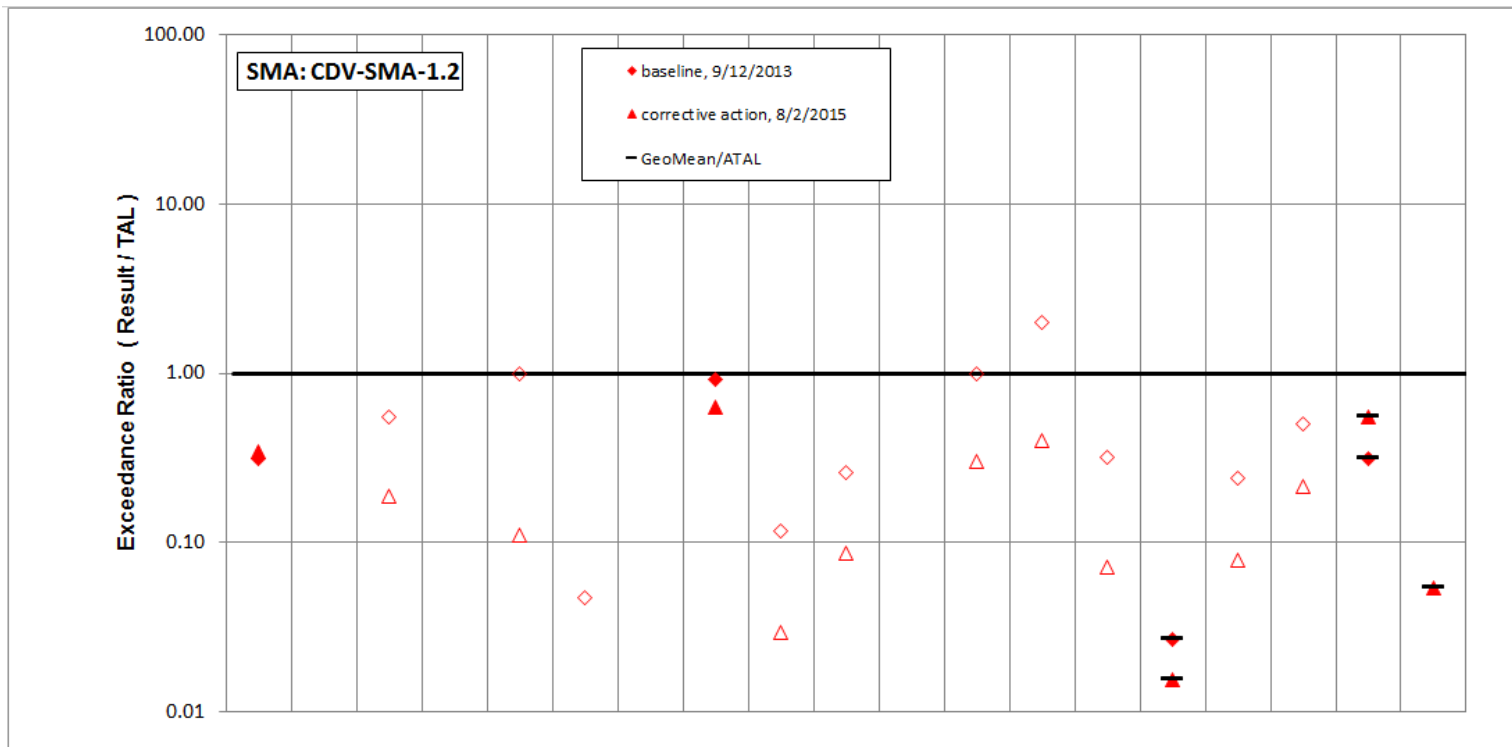 100.00
SMA: CDV-SMA-1.2
baseline, 9/12/2013
corrective action, 8/2/2015
GeoMean/ATAL
10.00
1.00
0.10
0.01
Exceedance Ratio ( Result / TAL )